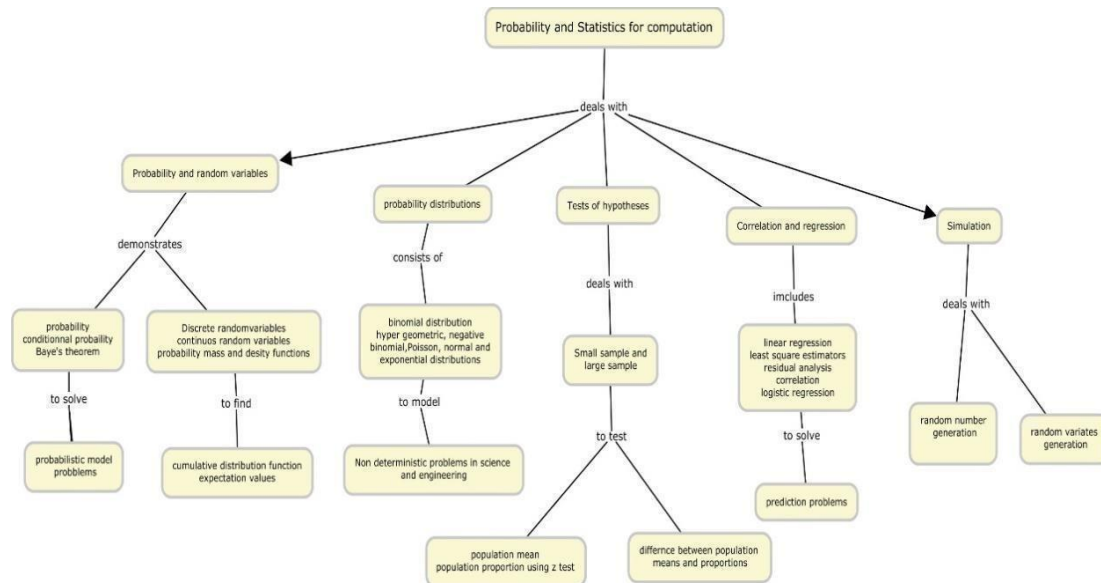 Probability and Statistics for computation
deals with
Probability and random variables
probability distributions
Tests of hypotheses
Correlation and regression
Simulation
demonstrates
consists of
deals with
imcludes
deals with
probability
conditionnal probaility
Baye's theorem
Discrete randomvariables
continuos random variables
probability mass and desity functions
binomial distribution
hyper geometric, negative
binomial,Poisson, normal and
exponential distributions
Small sample and
large sample
linear regression
least square estimators
residual analysis
correlation
logistic regression
random number
generation
random variates
generation
to solve
to find
to model
to test
to solve
probabilistic model
probblems
cumulative distribution function
expectation values
Non deterministic problems in science
and engineering
prediction problems
population mean
population proportion using z test
differnce between population
means and proportions